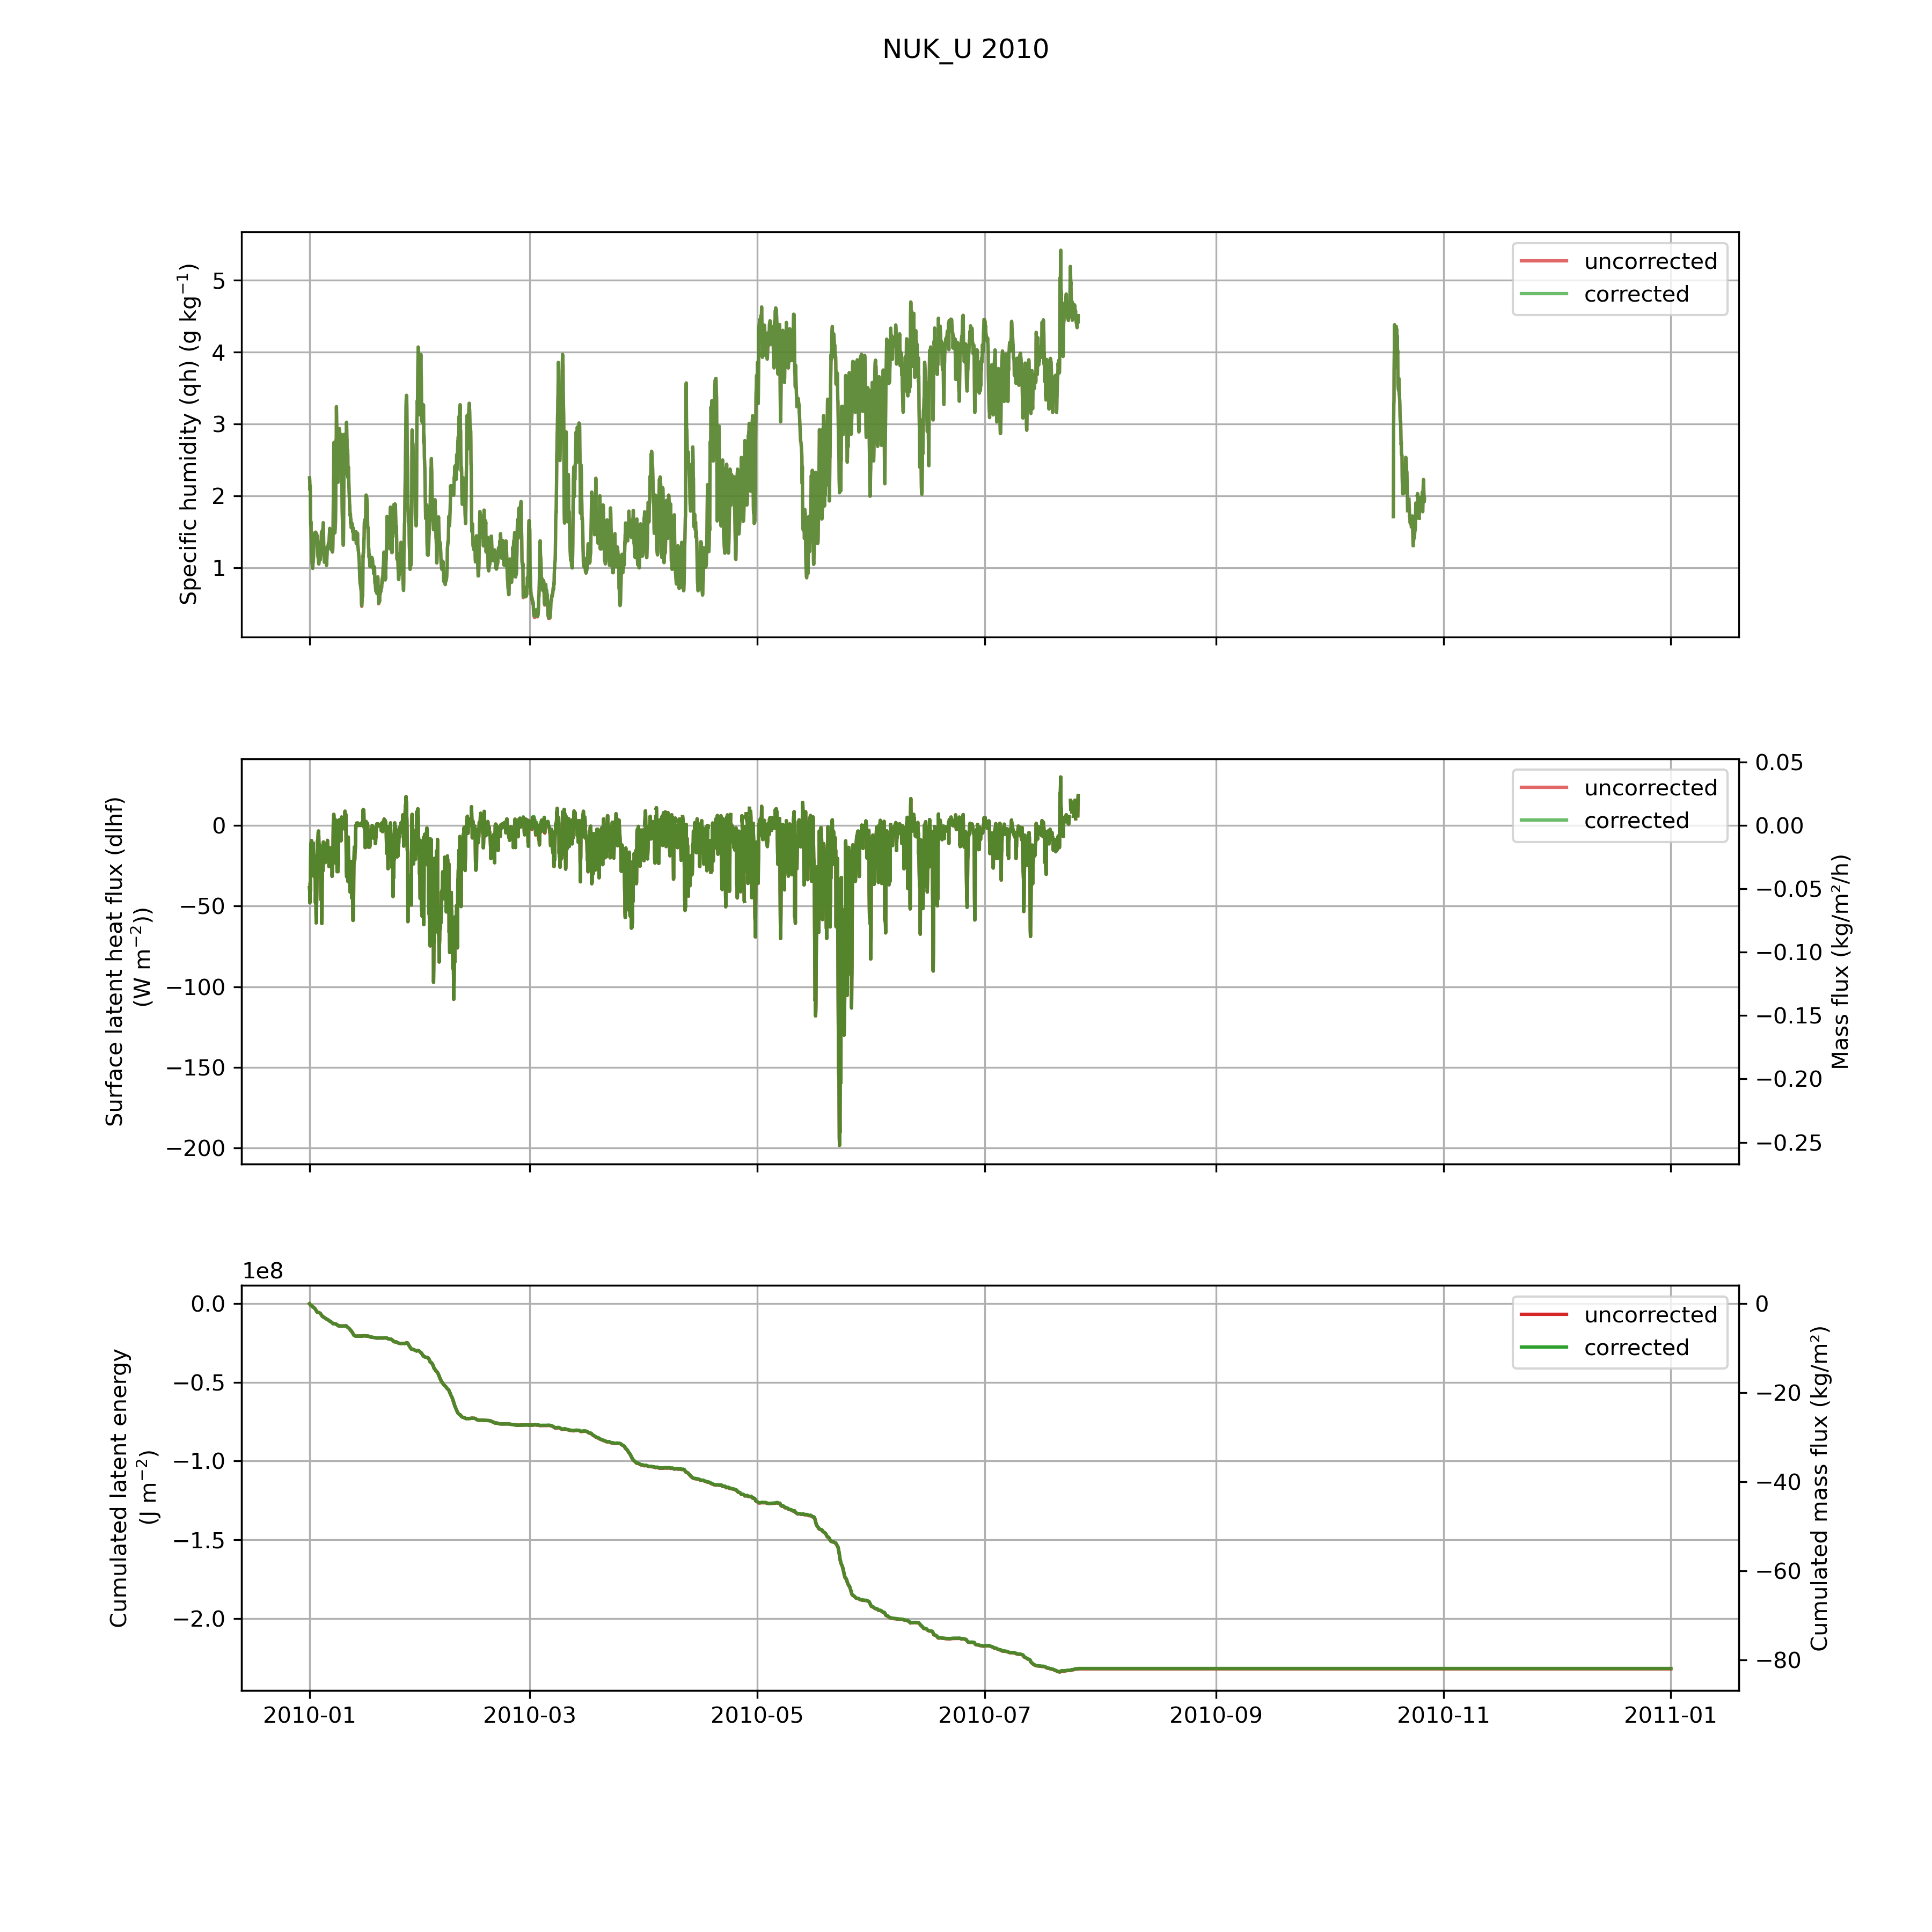 NUK_U 2010
Specific humidity (qh) (g kg⁻¹)
5
4
3
2
1
uncorrected
corrected
Surface latent heat flux (dlhf)
(W m⁻²))
0
−50
−100
−150
−200
uncorrected
corrected
0.05
0.00
−0.05
−0.10
−0.15
−0.20
−0.25
Mass flux (kg/m²/h)
1e8
Cumulated latent energy
(J m⁻²)
0.0
−0.5
−1.0
−1.5
−2.0
uncorrected
corrected
0
−20
−40
−60
−80
Cumulated mass flux (kg/m²)
2010-01
2010-03
2010-05
2010-07
2010-09
2010-11
2011-01